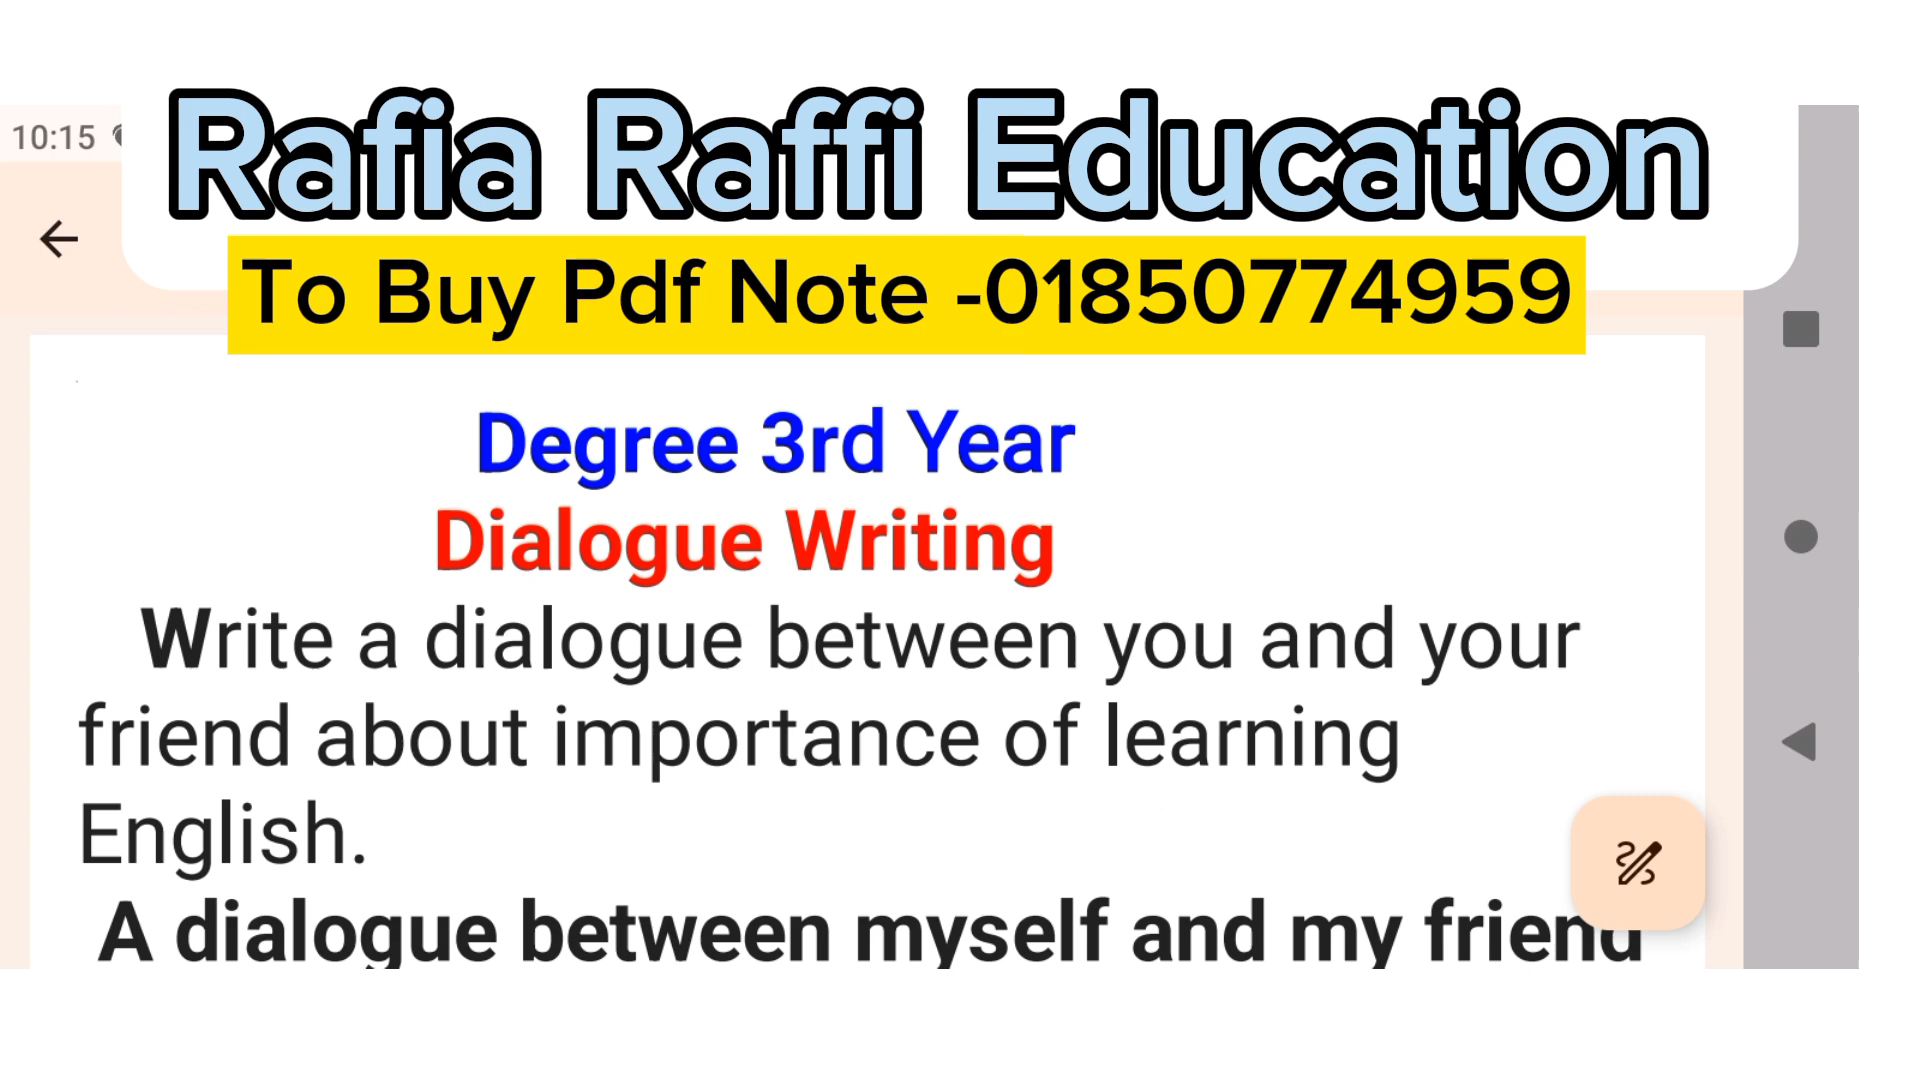 Rafia Raffi Education
10:15
To Buy Pdf Note -01850774959
Degree 3rd Year
Dialogue Writing
Write a dialogue between you and your
friend about importance of learning
English.
A dialogue between myself and my friend